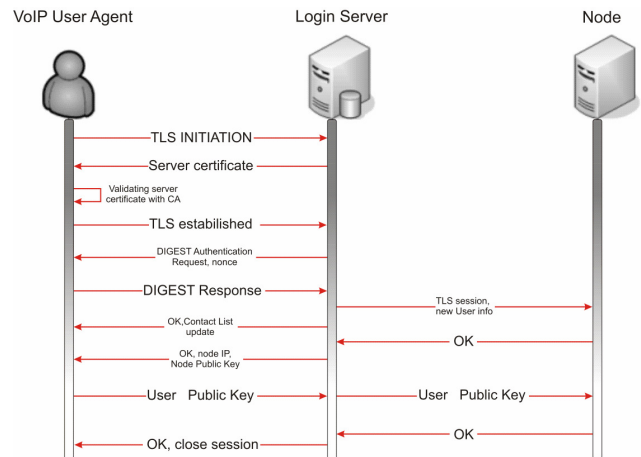 VoIP User Agent
Login Server
Node
TLS INITIATION
Server certificate
Validating server
certificate with CA
TLS estabilished
DIGEST Authentication
Request, nonce
DIGEST Response
TLS session,
new User info
OK,Contact List
update
OK
OK, node IP,
Node Public Key
User Public Key
User Public Key
OK
OK, close session